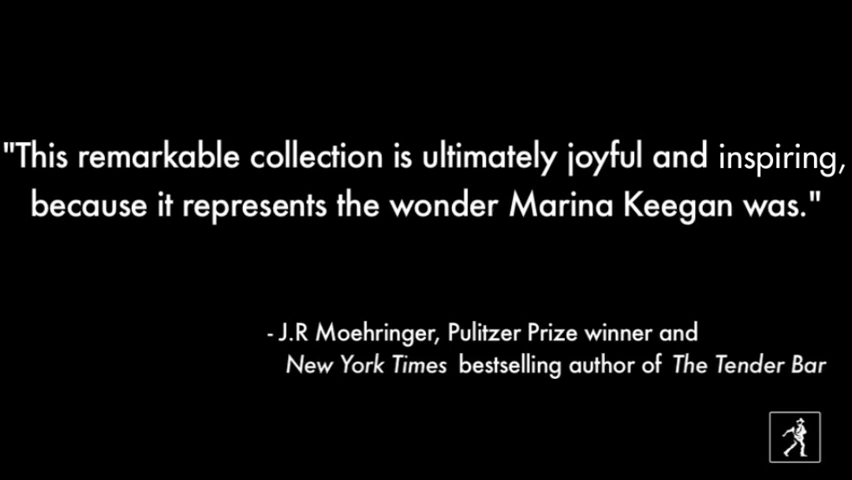 "This remarkable collection is ultimately joyful and inspiring,
because it represents the wonder Marina Keegan was."
- J.R Moehringer, Pulitzer Prize winner and
New York Times bestselling author of The Tender Bar